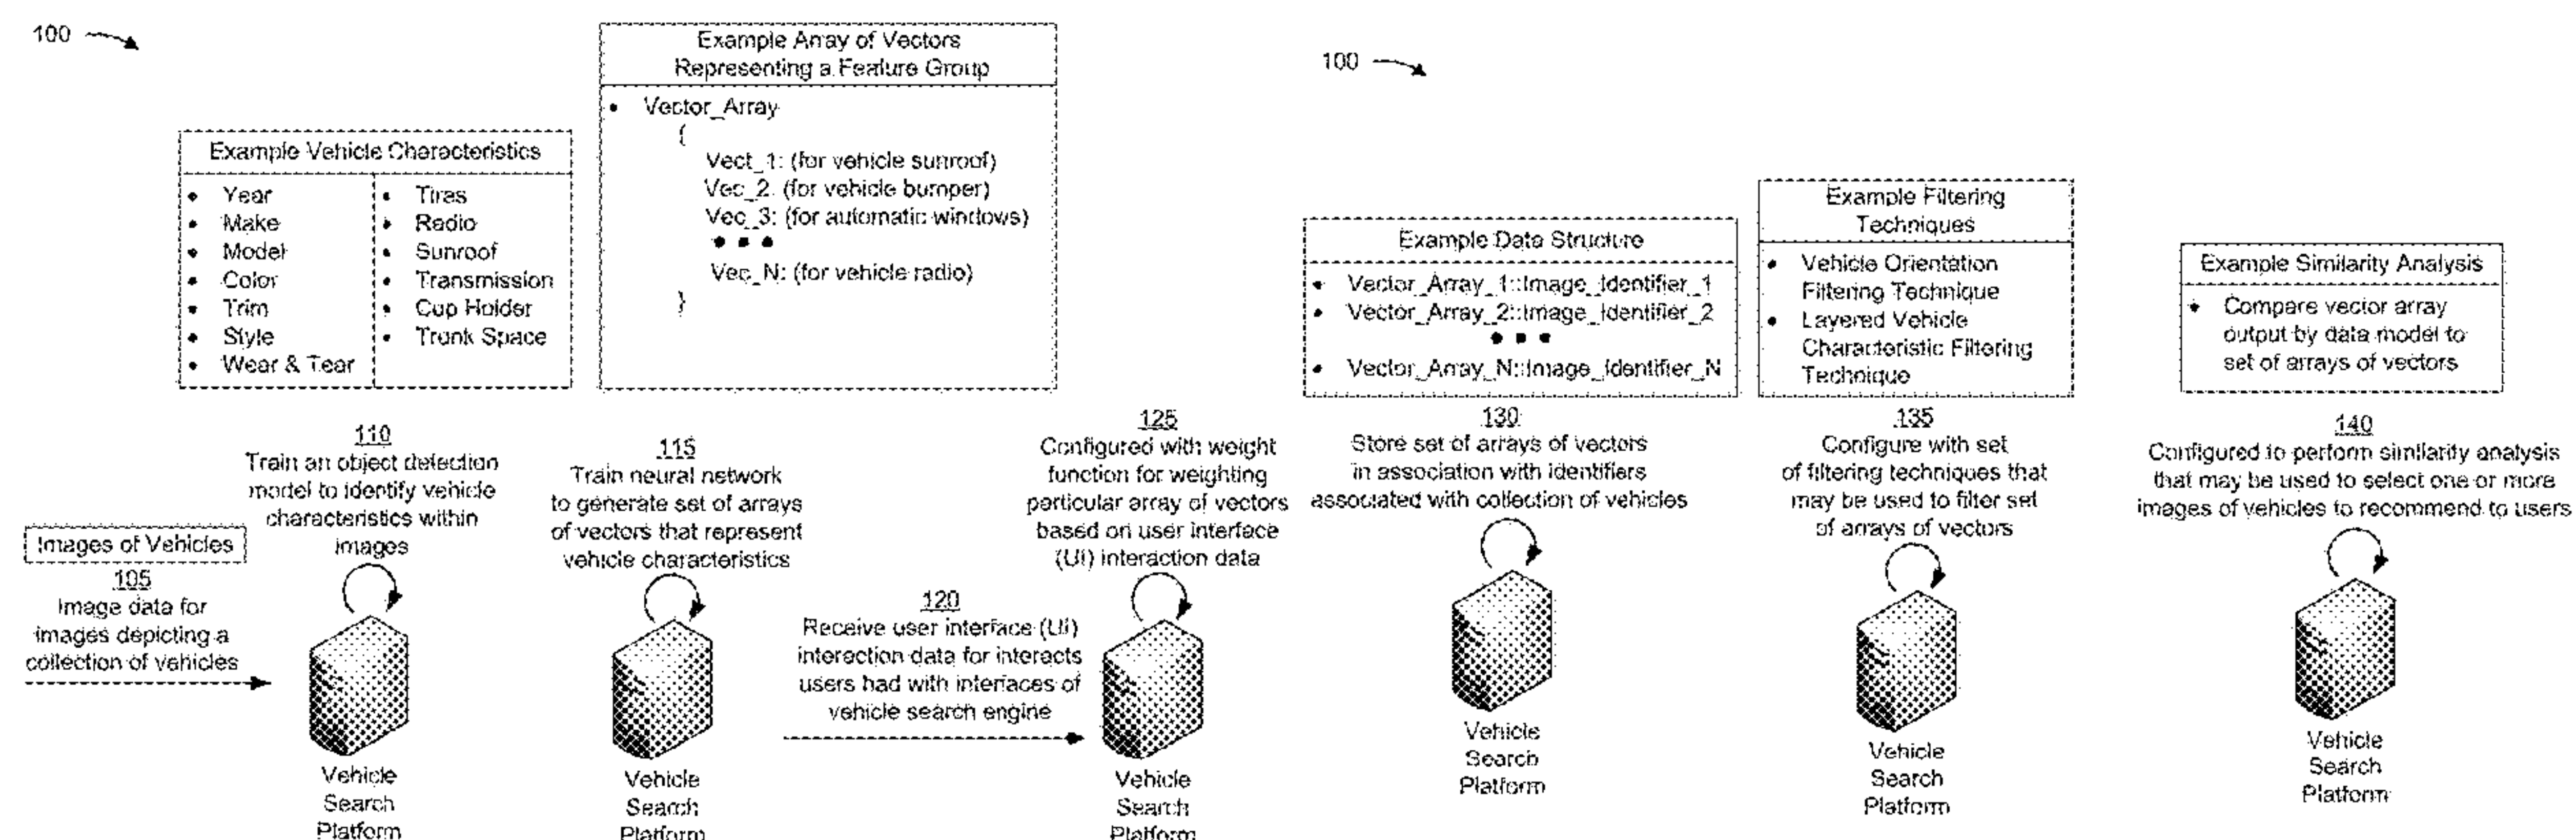 100
Example Vehicle Characteristics
• Year
• Make
• Model
• Color
• Trim
• Style
• Wear & Tear
• Tires
• Radio
• Sunroof
• Transmission
• Cup Holder
• Trunk Space
Example Array of Vectors
Representing a Feature Group
• Vector_Array
{
Vect_1: (for vehicle sunroof)
Vec_2: (for vehicle bumper)
Vec_3: (for automatic windows)
• • •
Vec_N: (for vehicle radio)
}
Images of Vehicles
105
Image data for
images depicting a
collection of vehicles
110
Train an object detection
model to identify vehicle
characteristics within
images
Vehicle
Search
Platform
115
Train neural network
to generate set of arrays
of vectors that represent
vehicle characteristics
Vehicle
Search
Platform
120
Receive user interface (UI)
interaction data for interacts
users had with interfaces of
vehicle search engine
125
Configured with weight
function for weighting
particular array of vectors
based on user interface
(UI) interaction data
Vehicle
Search
Platform
100
Example Data Structure
• Vector_Array_1::Image_Identifier_1
• Vector_Array_2::Image_Identifier_2
• • •
• Vector_Array_N::Image_Identifier_N
130
Store set of arrays of vectors
in association with identifiers
associated with collection of vehicles
Vehicle
Search
Platform
Example Filtering
Techniques
• Vehicle Orientation
Filtering Technique
• Layered Vehicle
Characteristic Filtering
Technique
135
Configure with set
of filtering techniques that
may be used to filter set
of arrays of vectors
Vehicle
Search
Platform
Example Similarity Analysis
• Compare vector array
output by data model to
set of arrays of vectors
140
Configured to perform similarity analysis
that may be used to select one or more
images of vehicles to recommend to users
Vehicle
Search
Platform